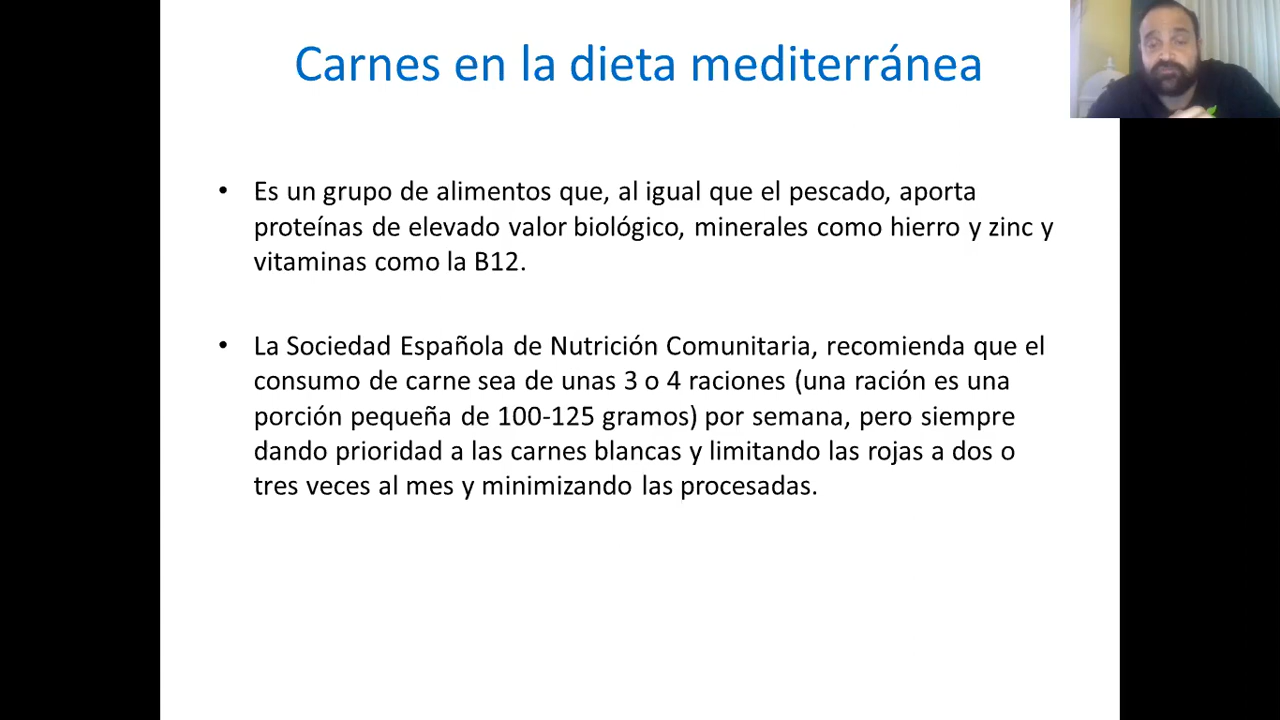 Carnes en la dieta mediterránea
• Es un grupo de alimentos que, al igual que el pescado, aporta
proteínas de elevado valor biológico, minerales como hierro y zinc y
vitaminas como la B12.
• La Sociedad Española de Nutrición Comunitaria, recomienda que el
consumo de carne sea de unas 3 o 4 raciones (una ración es una
porción pequeña de 100-125 gramos) por semana, pero siempre
dando prioridad a las carnes blancas y limitando las rojas a dos o
tres veces al mes y minimizando las procesadas.